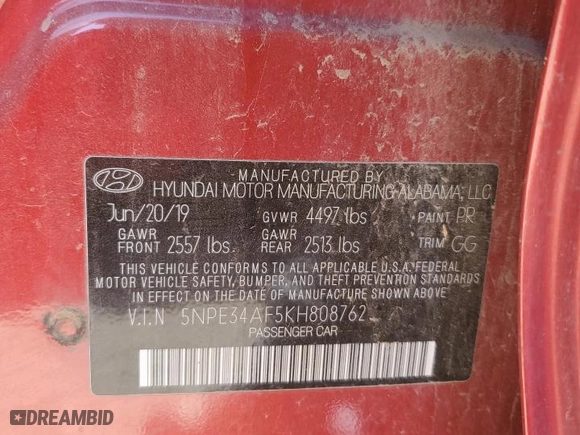 MANUFACTURED BY
HYUNDAI MOTOR MANUFACTURING ALABAMA, LLC
Jun/20/19 GVWR 4497 lbs PAINT PR
GAWR FRONT 2557 lbs GAWR REAR 2513 lbs TRIM GG
THIS VEHICLE CONFORMS TO ALL APPLICABLE U.S.A. FEDERAL
MOTOR VEHICLE SAFETY, BUMPER, AND THEFT PREVENTION
STANDARDS IN EFFECT ON THE DATE OF MANUFACTURE SHOWN ABOVE
V.I.N 5NPE34AF5KH808762
PASSENGER CAR
DREAMBID